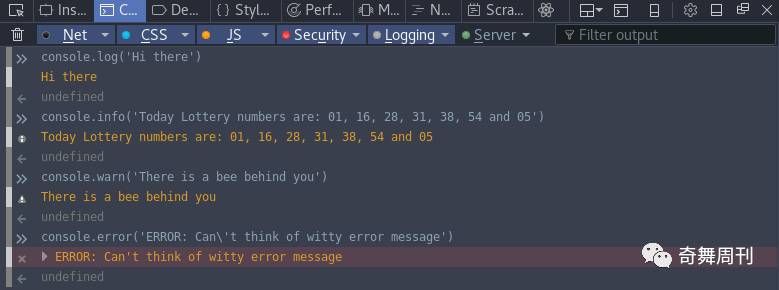 Ins... C... De... { } Styl... Perf... M... N... Scra...
Net CSS JS Security Logging Server Filter output
console.log('Hi there')
Hi there
undefined
console.info('Today Lottery numbers are: 01, 16, 28, 31, 38, 54 and 05')
Today Lottery numbers are: 01, 16, 28, 31, 38, 54 and 05
undefined
console.warn('There is a bee behind you')
There is a bee behind you
undefined
console.error('ERROR: Can\'t think of witty error message')
ERROR: Can't think of witty error message
undefined
奇舞周刊